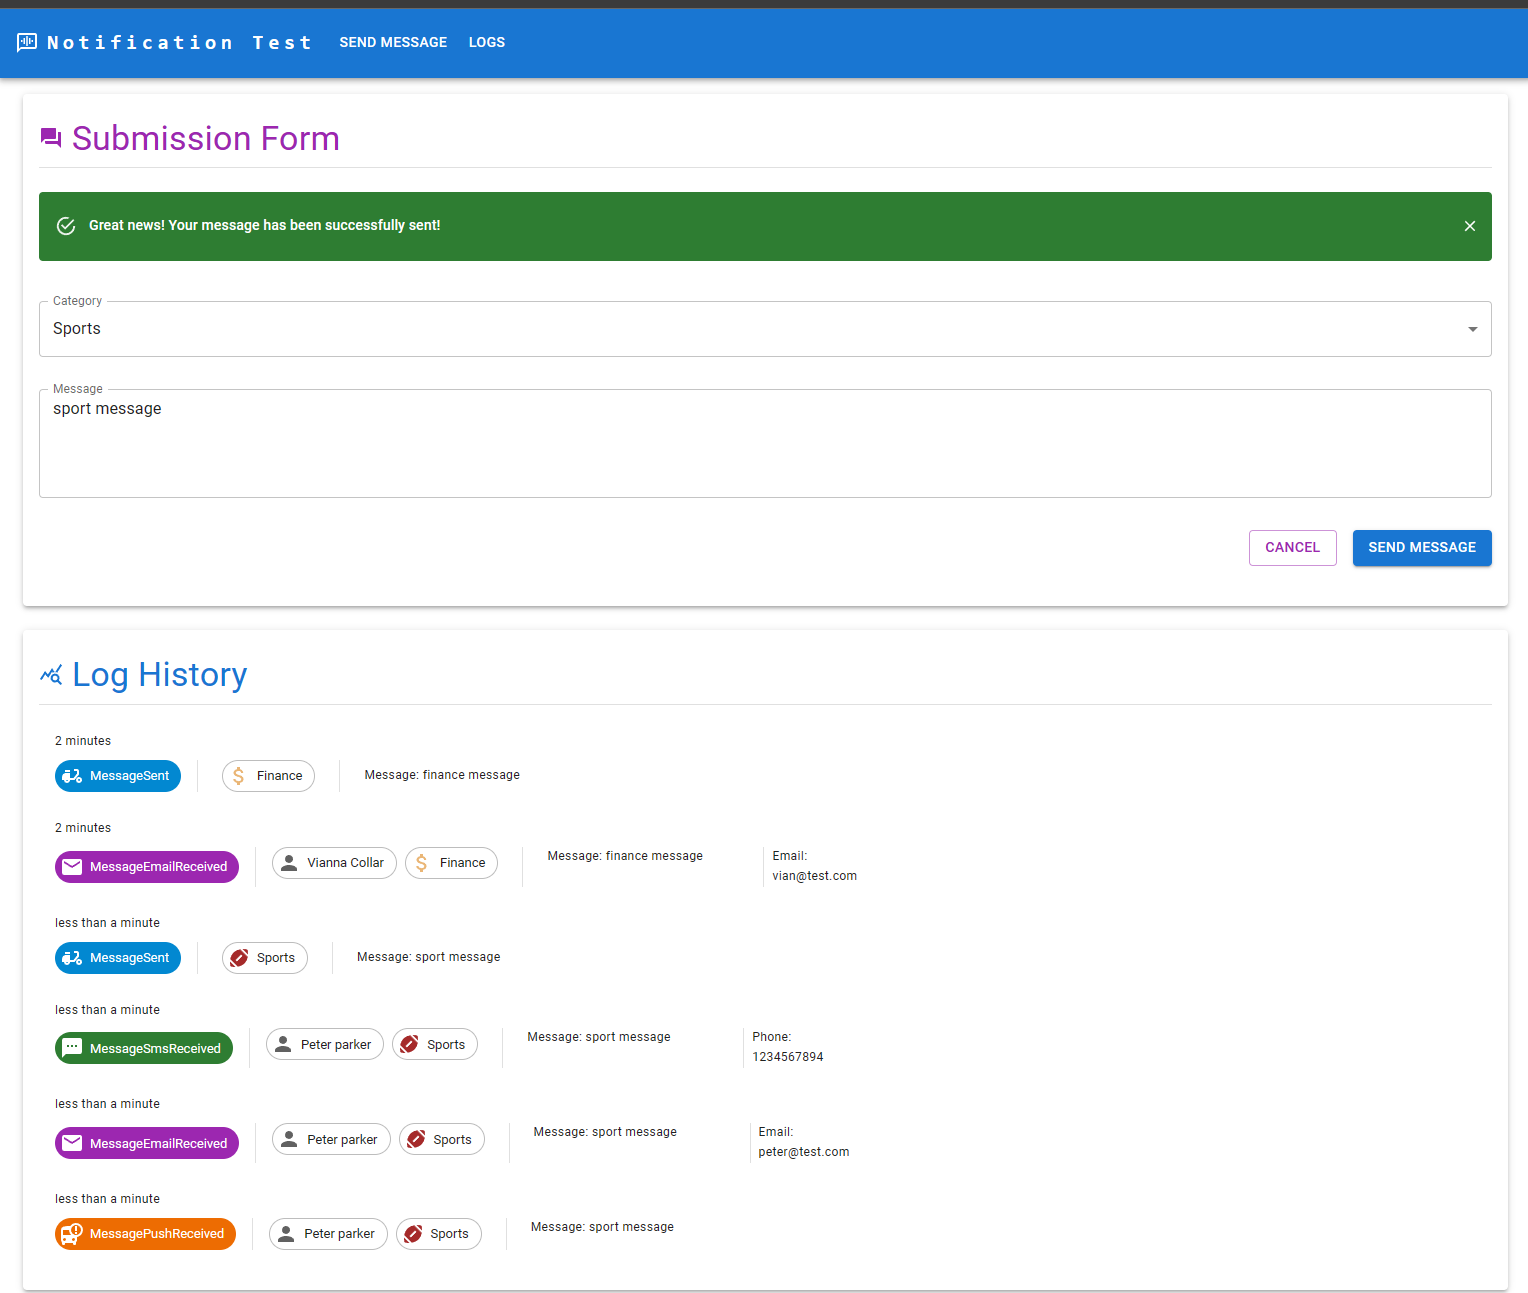 Notification Test SEND MESSAGE LOGS
Submission Form
Great news! Your message has been successfully sent!
Category
Sports
Message
sport message
CANCEL SEND MESSAGE
Log History
2 minutes
MessageSent Finance Message: finance message
2 minutes
MessageEmailReceived Vianna Collar Finance Message: finance message Email:
vian@test.com
less than a minute
MessageSent Sports Message: sport message
less than a minute
MessageSmsReceived Peter parker Sports Message: sport message Phone:
1234567894
less than a minute
MessageEmailReceived Peter parker Sports Message: sport message Email:
peter@test.com
less than a minute
MessagePushReceived Peter parker Sports Message: sport message